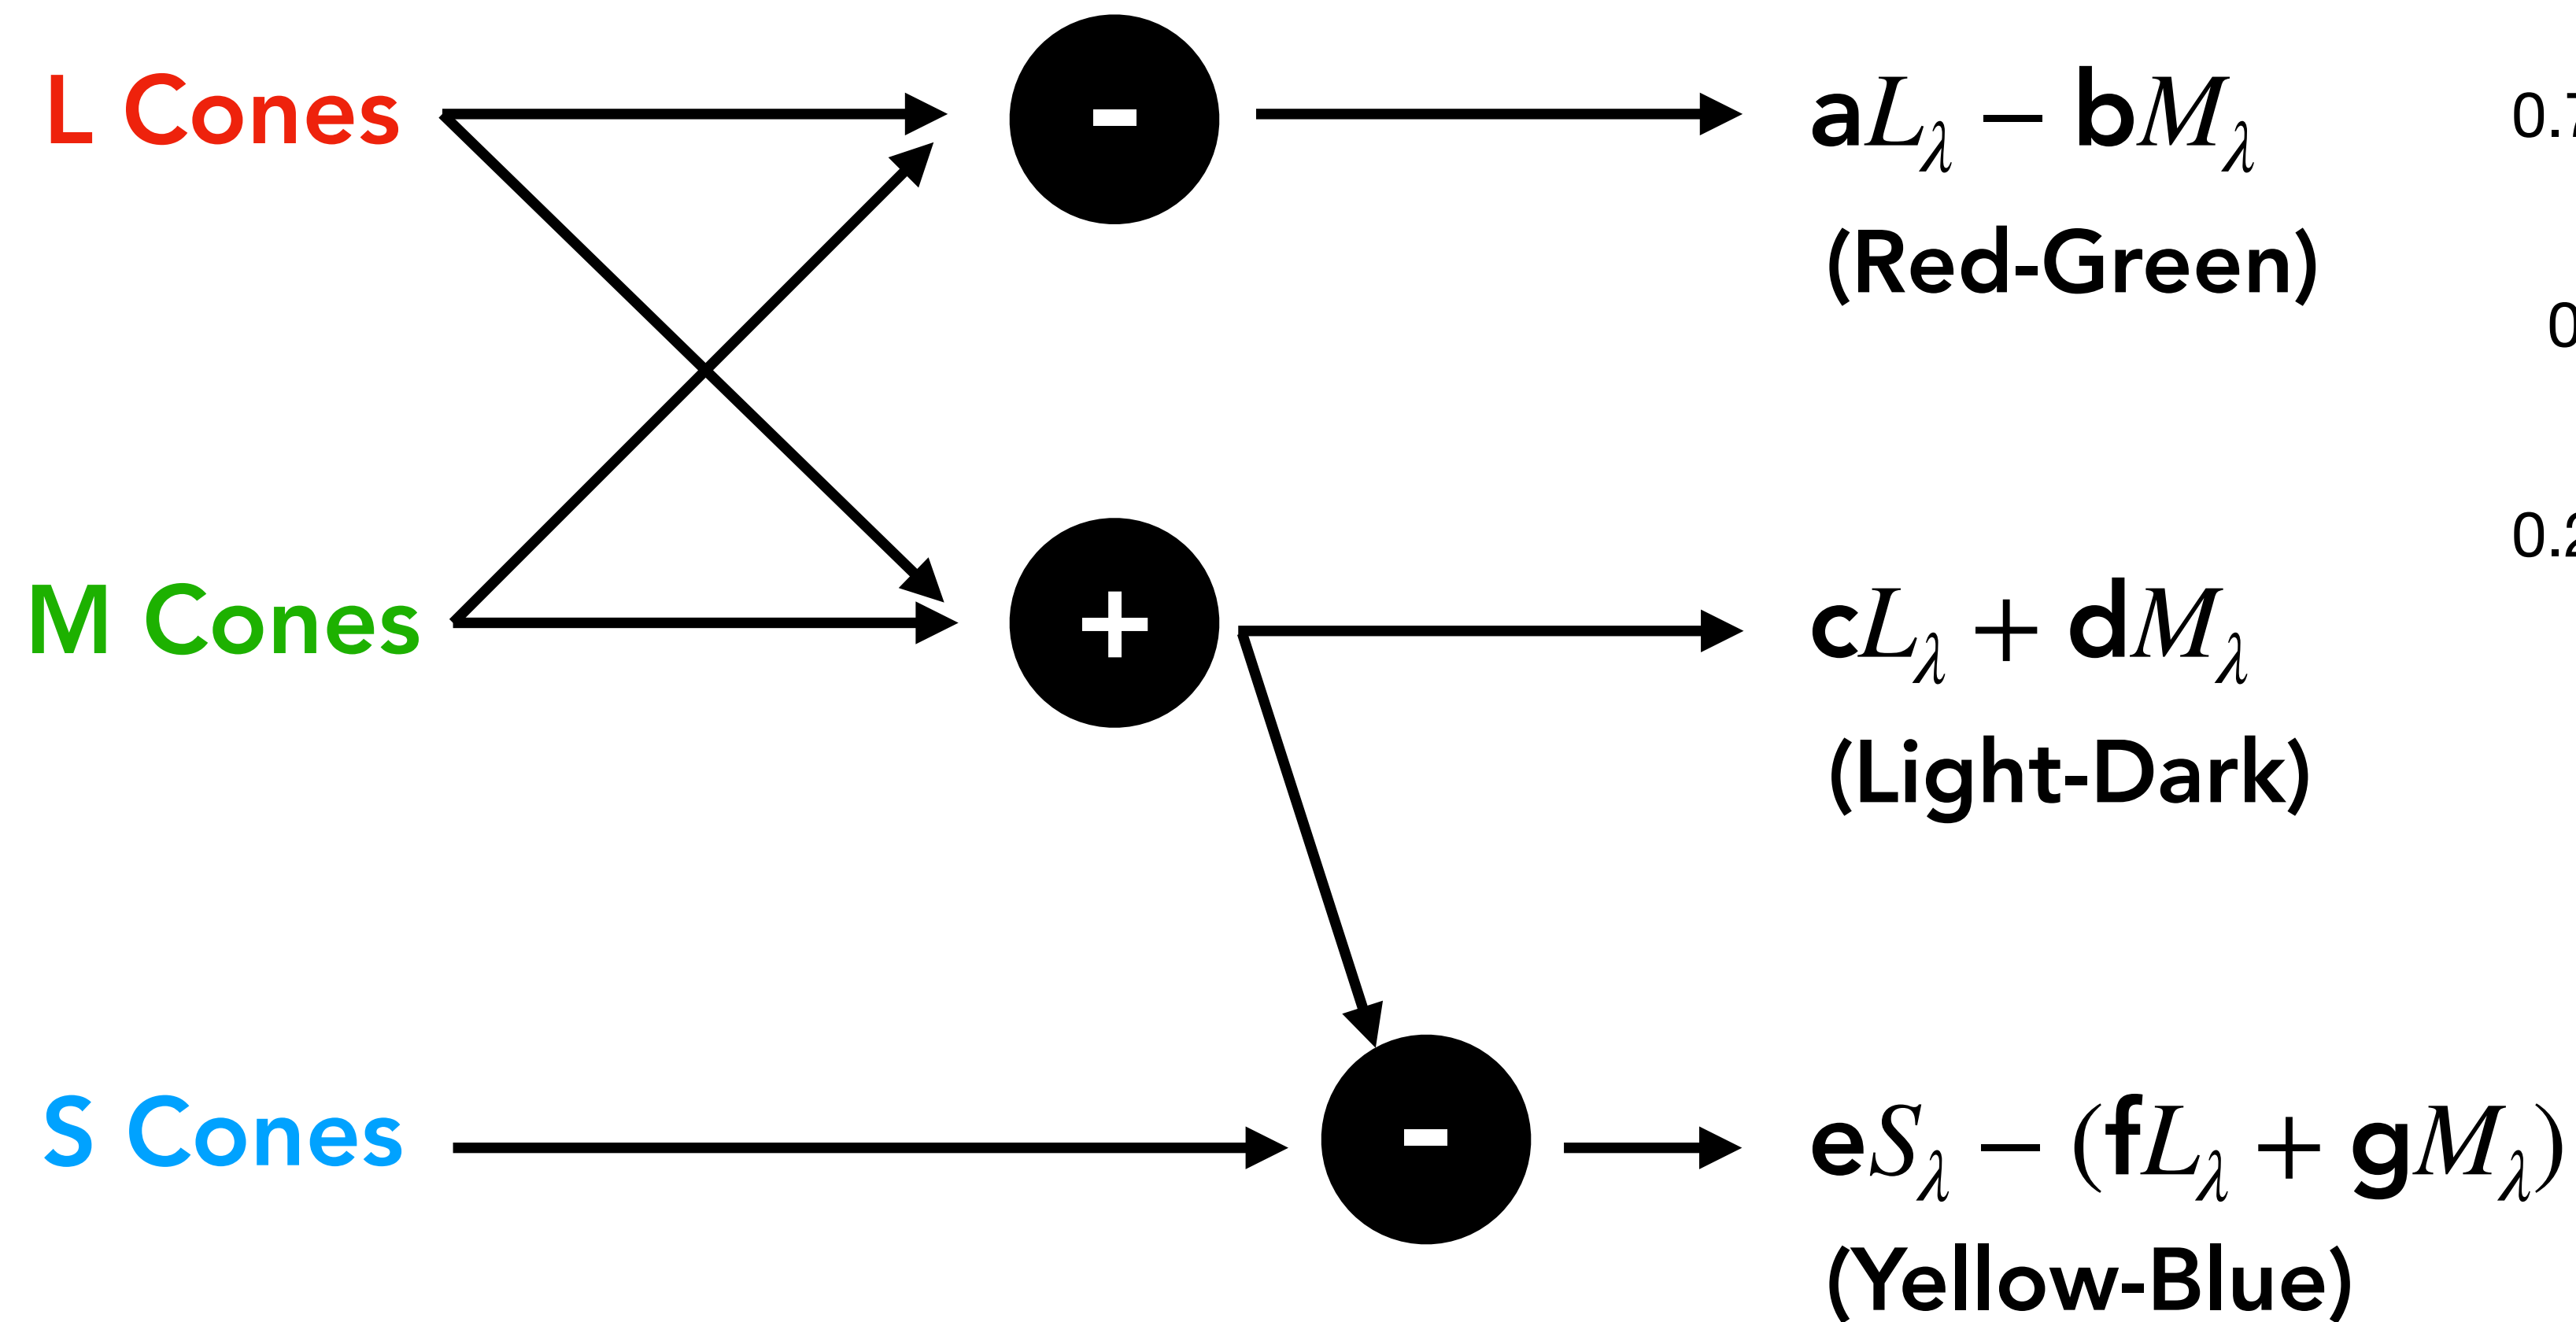 L Cones
-
aLλ − bMλ
(Red-Green)
M Cones
+
cLλ + dMλ
(Light-Dark)
S Cones
-
eSλ − (fLλ + gMλ)
(Yellow-Blue)